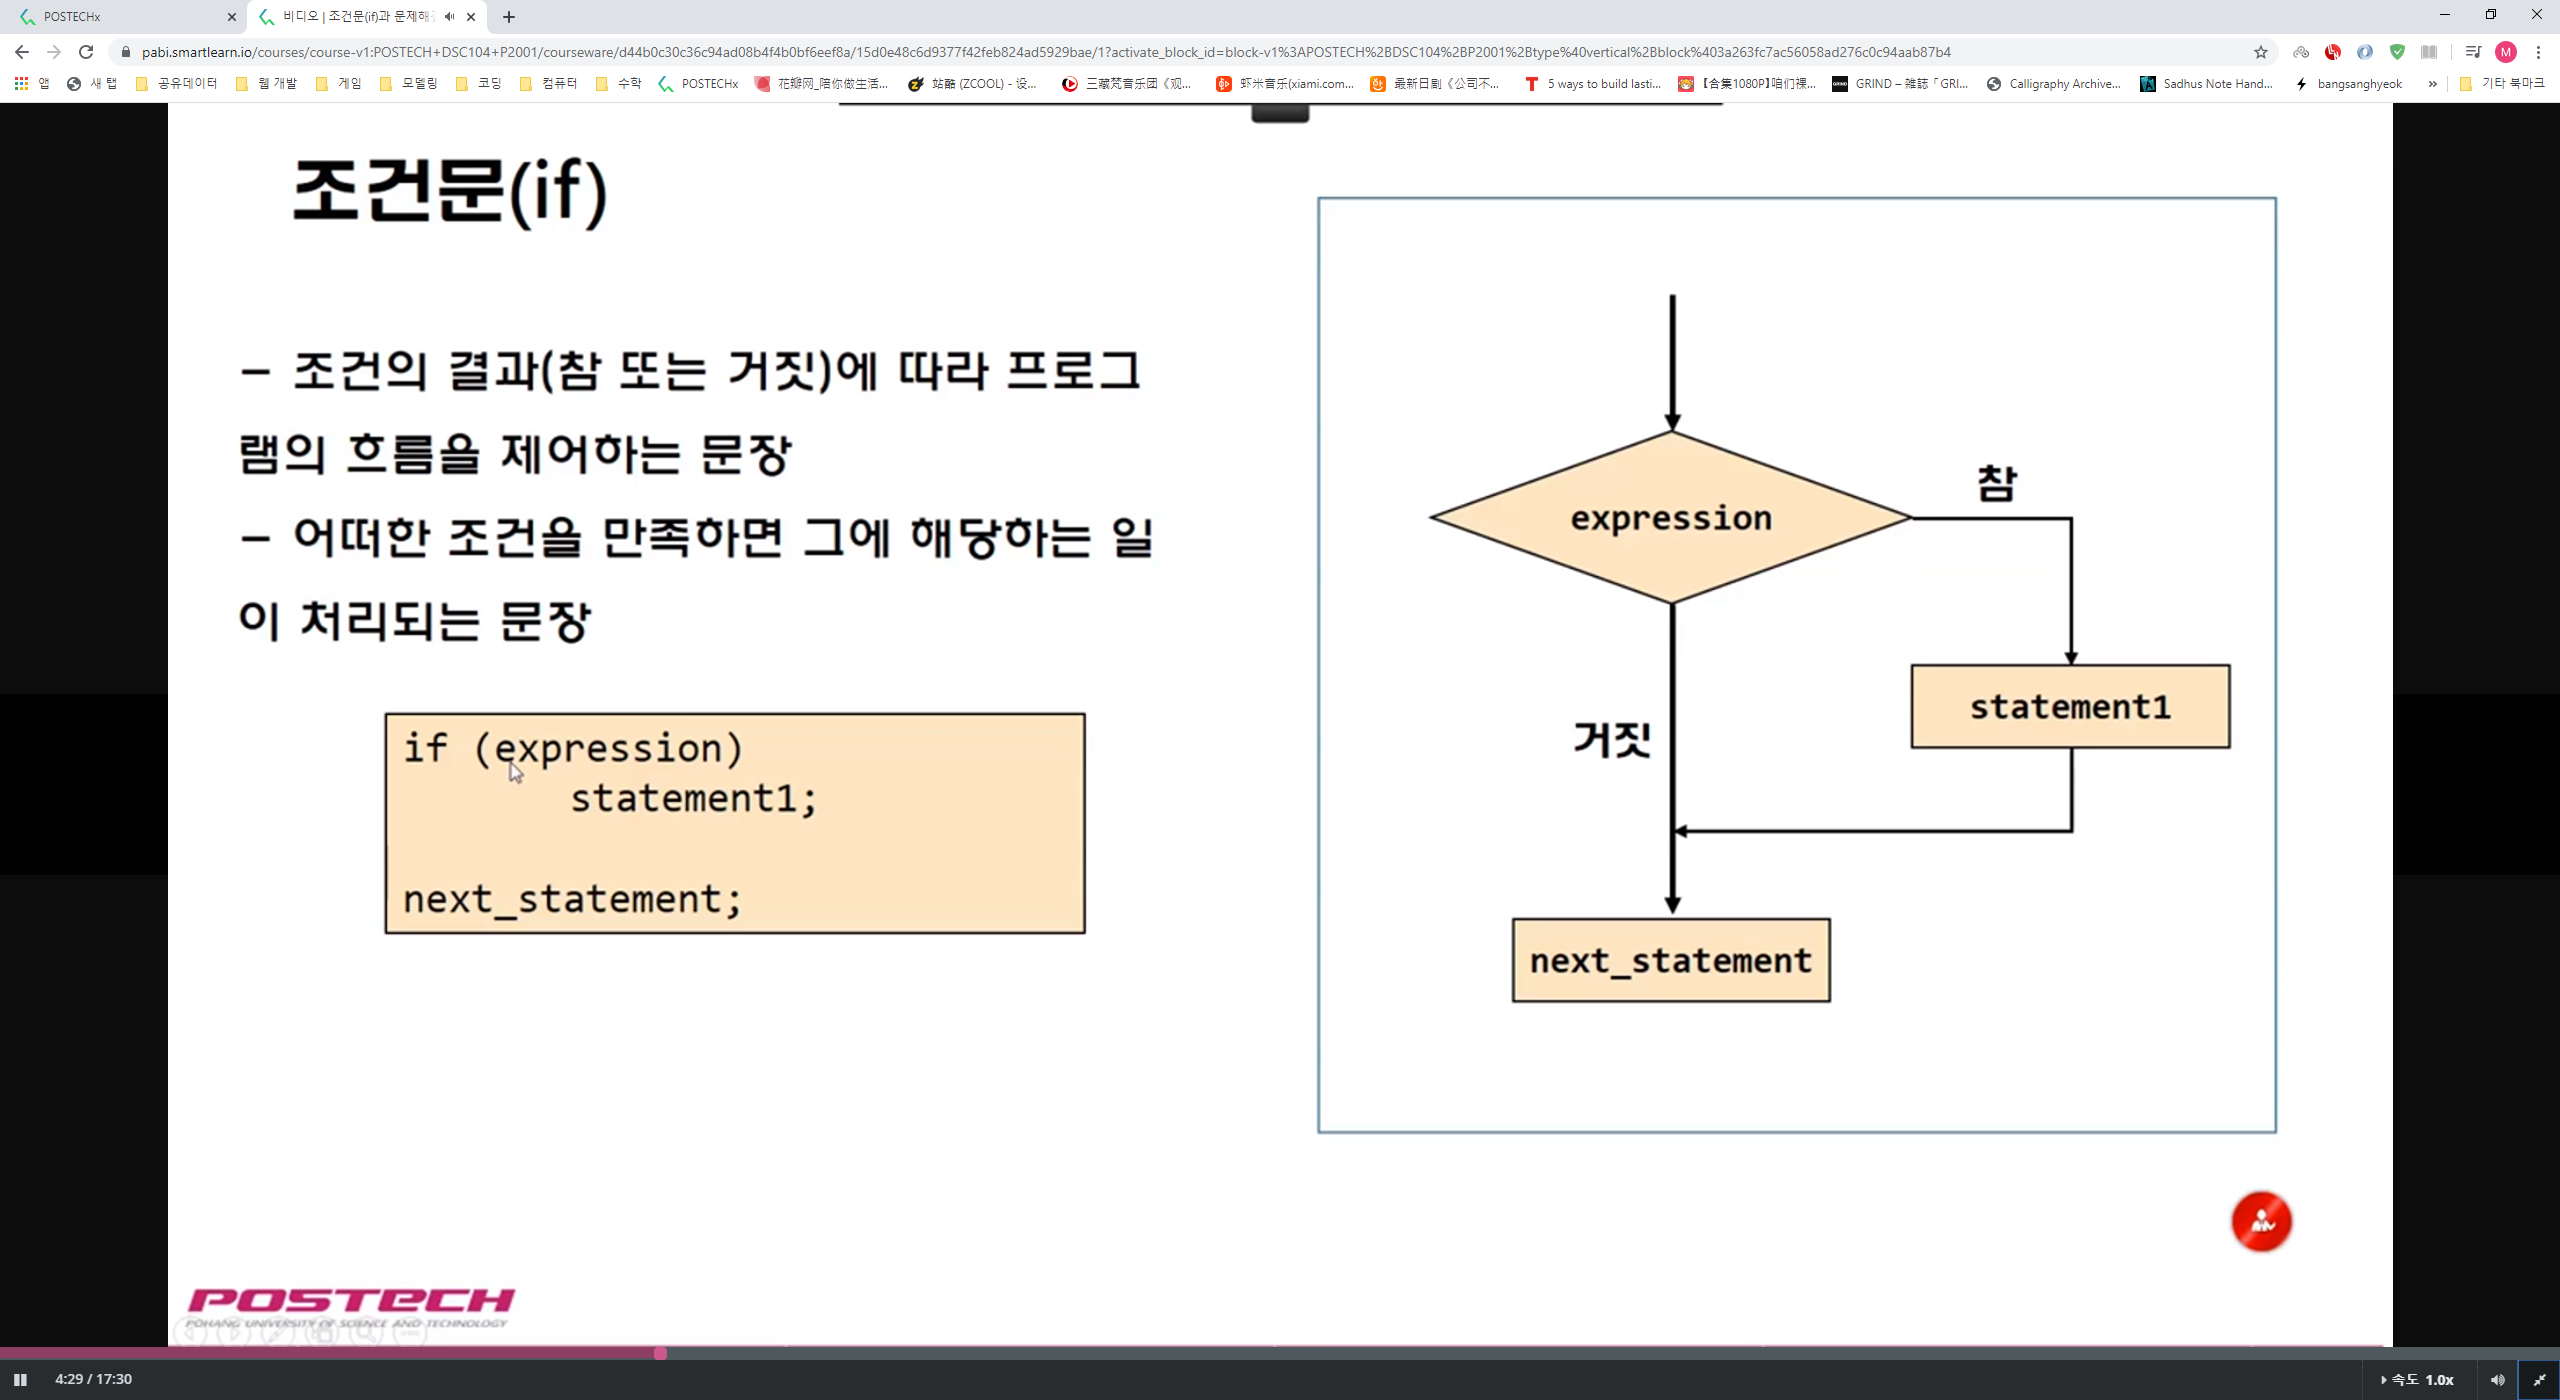 POSTECHx
비디오 | 조건문(if)과 문제해
pabi.smartlearn.io/courses/course-v1:POSTECH+DSC104+P2001/courseware/d44b0c30c36c94ad08b4f4b0bf6eef8a/15d0e48c6d9377f42feb824ad5929bae/1?activate_block_id=block-v1%3APOSTECH%2BDSC104%2BP2001%2Btype%40vertical%2Bblock%403a263fc7ac56058ad276c0c94aab87b4
M
앱 새 탭 공유데이터 웹 개발 게임 모델링 코딩 컴퓨터 수학 POSTECHx 花瓣网_陪你做生活... 站酷 (ZCOOL) - 设... 三藏梵音乐团《观... 虾米音乐(xiami.com... 最新日剧《公司不... 5 ways to build lasti... 【合集1080P】咱们裸... GRIND – 雑誌「GRI... Calligraphy Archive... Sadhus Note Hand... bangsanghyeok » 기타 북마크
조건문(if)
– 조건의 결과(참 또는 거짓)에 따라 프로그
램의 흐름을 제어하는 문장
– 어떠한 조건을 만족하면 그에 해당하는 일
이 처리되는 문장
if (expression)
statement1;
next_statement;
expression
참
statement1
거짓
next_statement
POSTECH
POHANG UNIVERSITY OF SCIENCE AND TECHNOLOGY
4:29 / 17:30
속도 1.0x